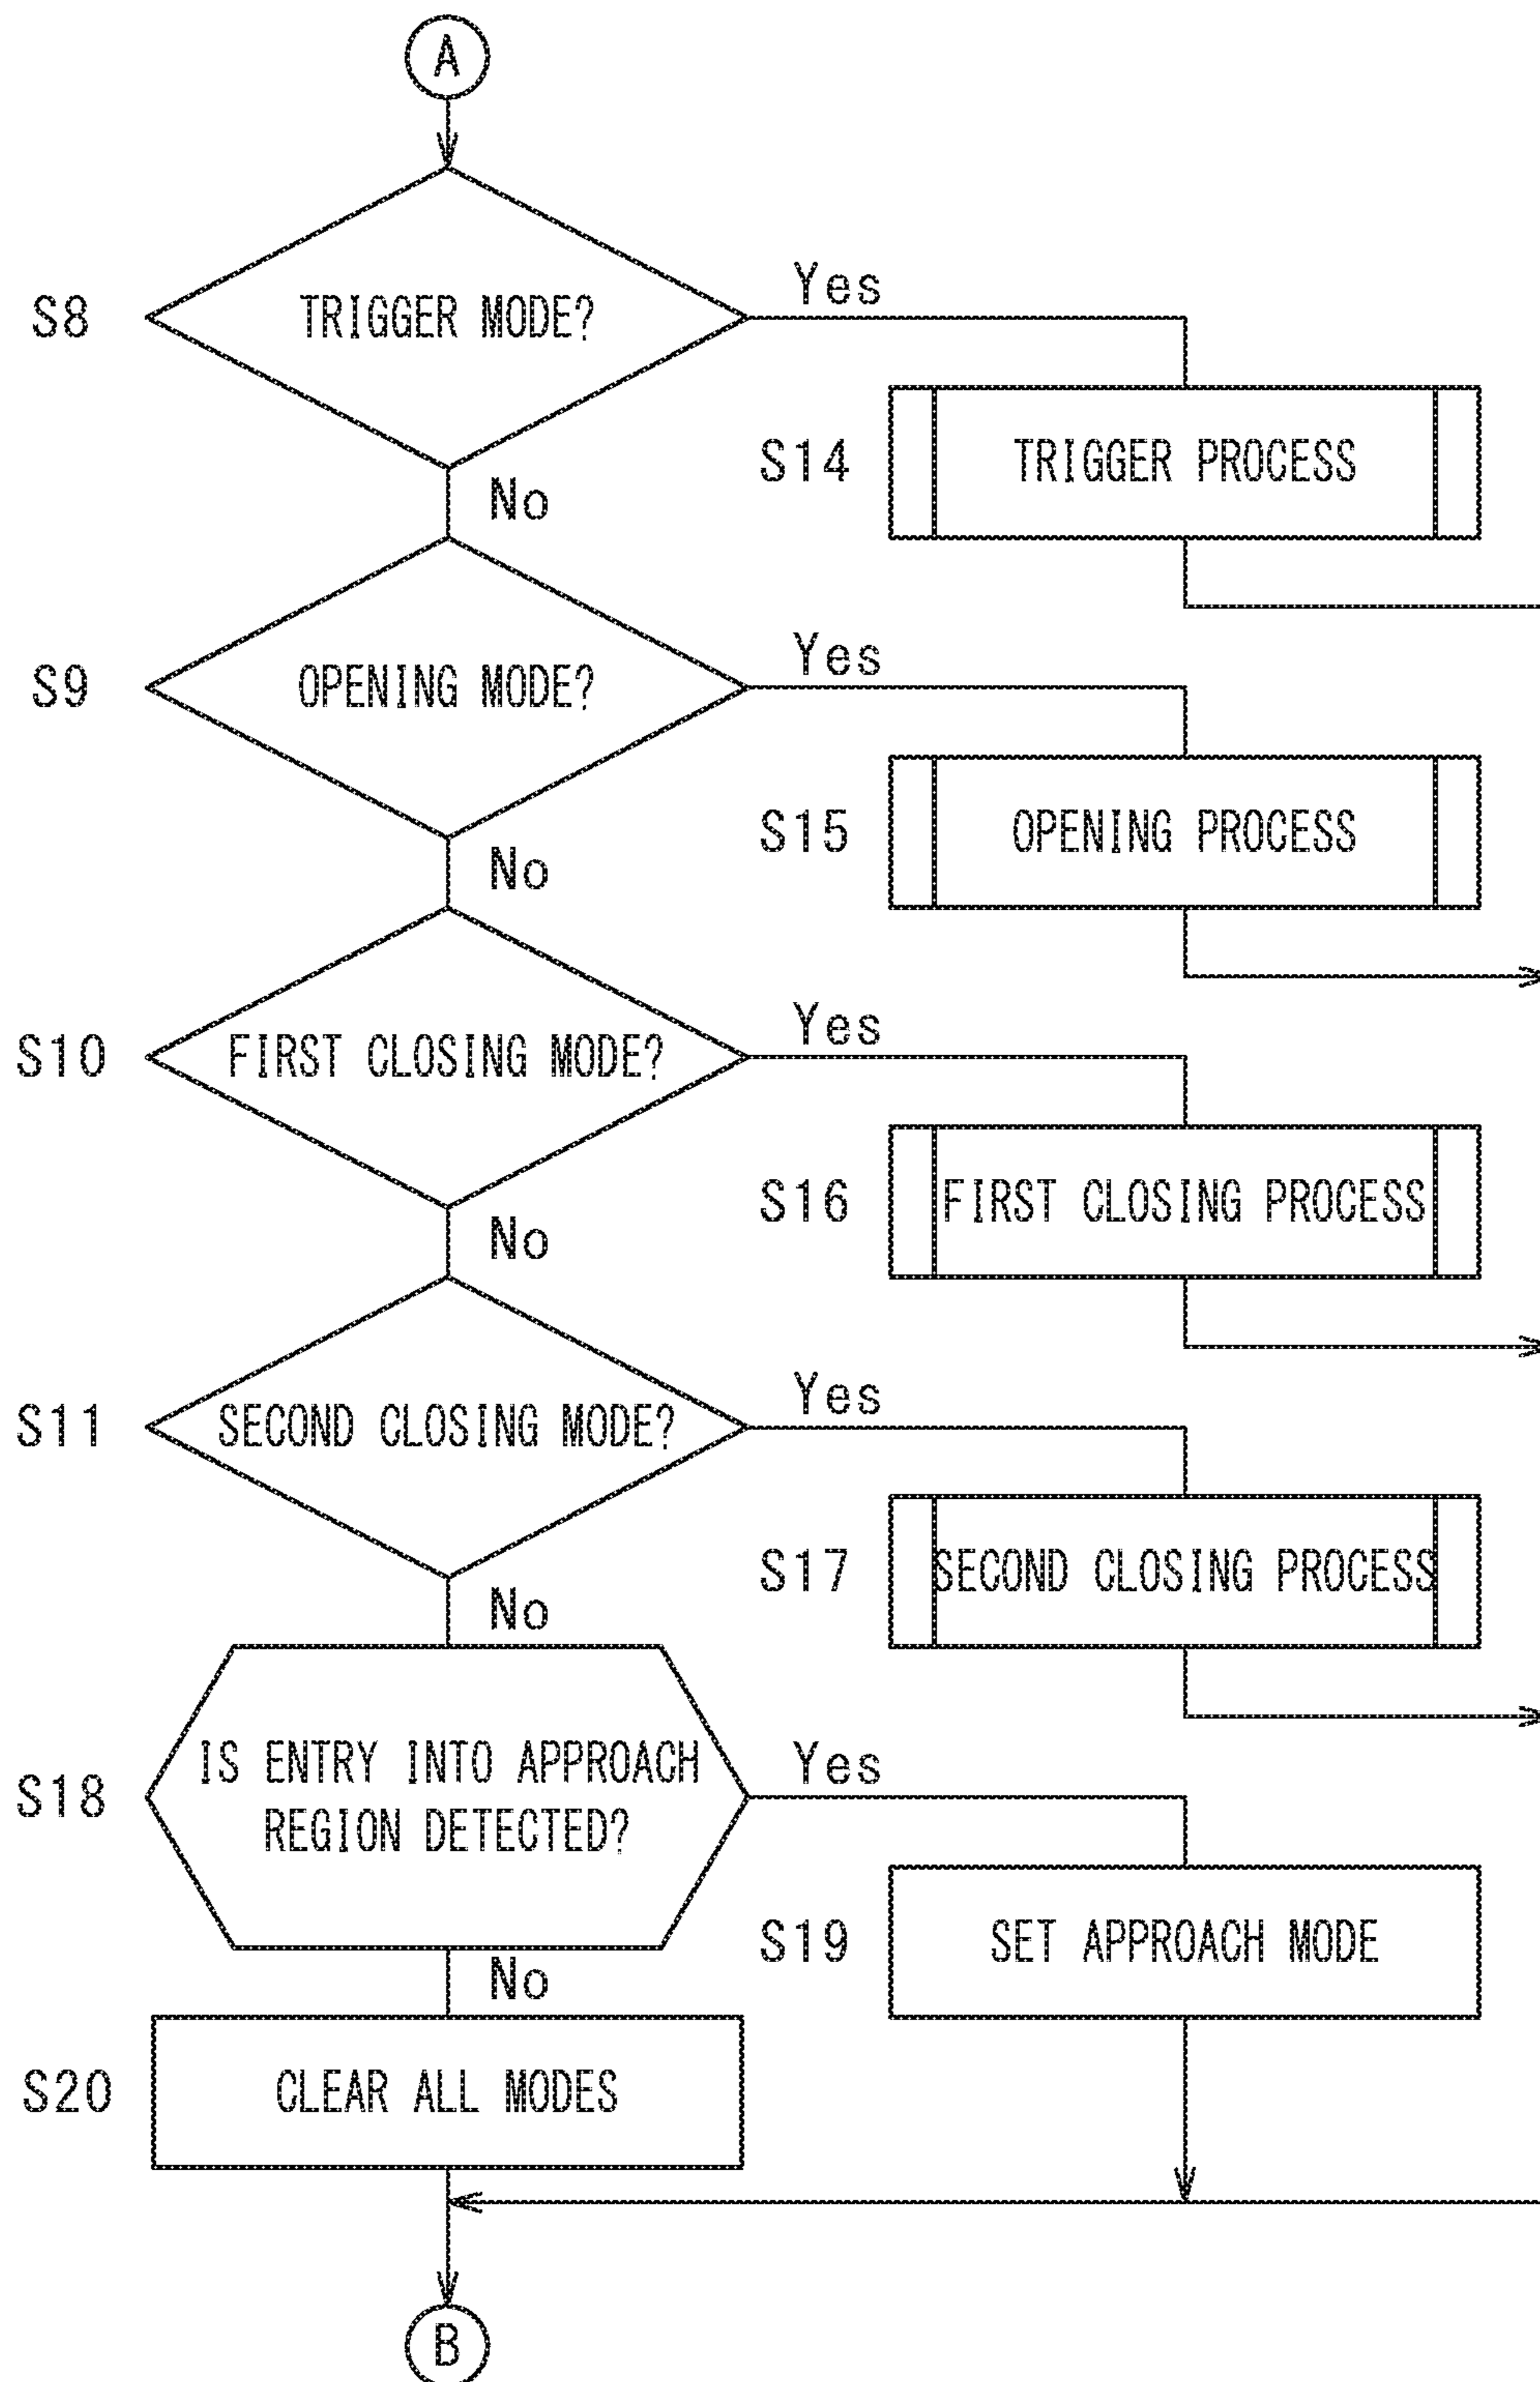 A
S8
TRIGGER MODE?
Yes
S14
TRIGGER PROCESS
No
S9
OPENING MODE?
Yes
S15
OPENING PROCESS
No
S10
FIRST CLOSING MODE?
Yes
S16
FIRST CLOSING PROCESS
No
S11
SECOND CLOSING MODE?
Yes
S17
SECOND CLOSING PROCESS
No
S18
IS ENTRY INTO APPROACH
REGION DETECTED?
Yes
S19
SET APPROACH MODE
No
S20
CLEAR ALL MODES
B